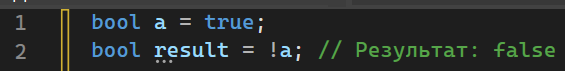 1 bool a = true;
2 bool result = !a; // Результат: false